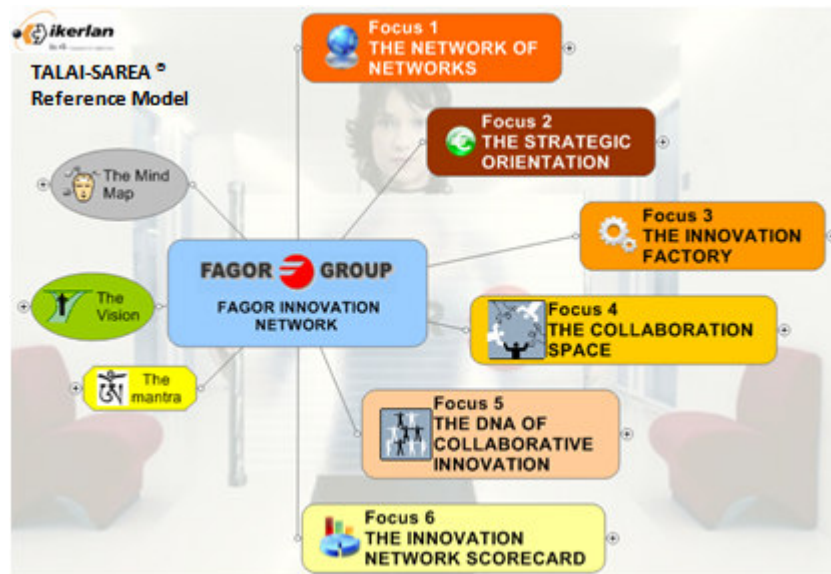 ikerlan
TALAI-SAREA ®
Reference Model
Focus 1
THE NETWORK OF
NETWORKS
Focus 2
THE STRATEGIC
ORIENTATION
The Mind
Map
Focus 3
THE INNOVATION
FACTORY
FAGOR GROUP
FAGOR INNOVATION
NETWORK
The
Vision
Focus 4
THE COLLABORATION
SPACE
The
mantra
Focus 5
THE DNA OF
COLLABORATIVE
INNOVATION
Focus 6
THE INNOVATION
NETWORK SCORECARD